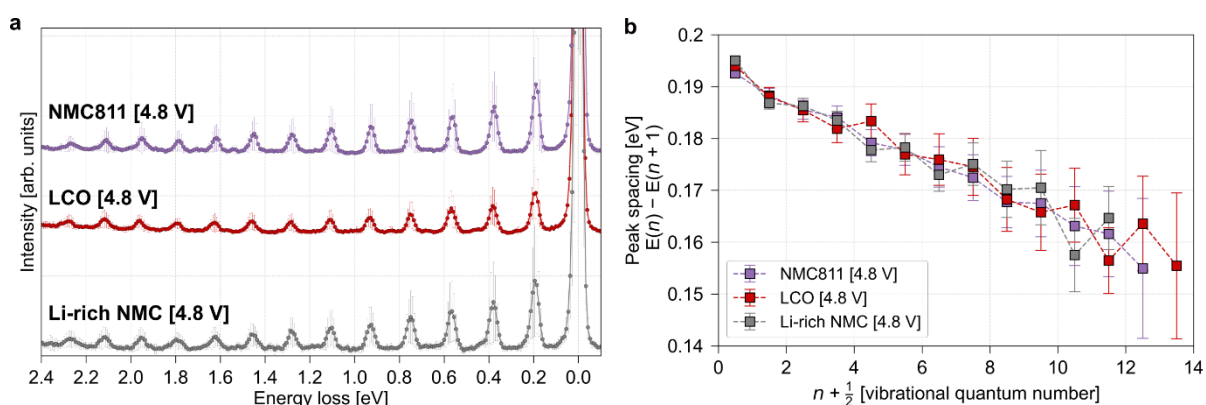 a
Intensity [arb. units]
NMC811 [4.8 V]
LCO [4.8 V]
Li-rich NMC [4.8 V]
2.4 2.2 2.0 1.8 1.6 1.4 1.2 1.0 0.8 0.6 0.4 0.2 0.0
Energy loss [eV]
b
Peak spacing [eV]
E(n) − E(n + 1)
0.2
0.19
0.18
0.17
0.16
0.15
0.14
NMC811 [4.8 V]
LCO [4.8 V]
Li-rich NMC [4.8 V]
0 2 4 6 8 10 12 14
n + 1/2 [vibrational quantum number]